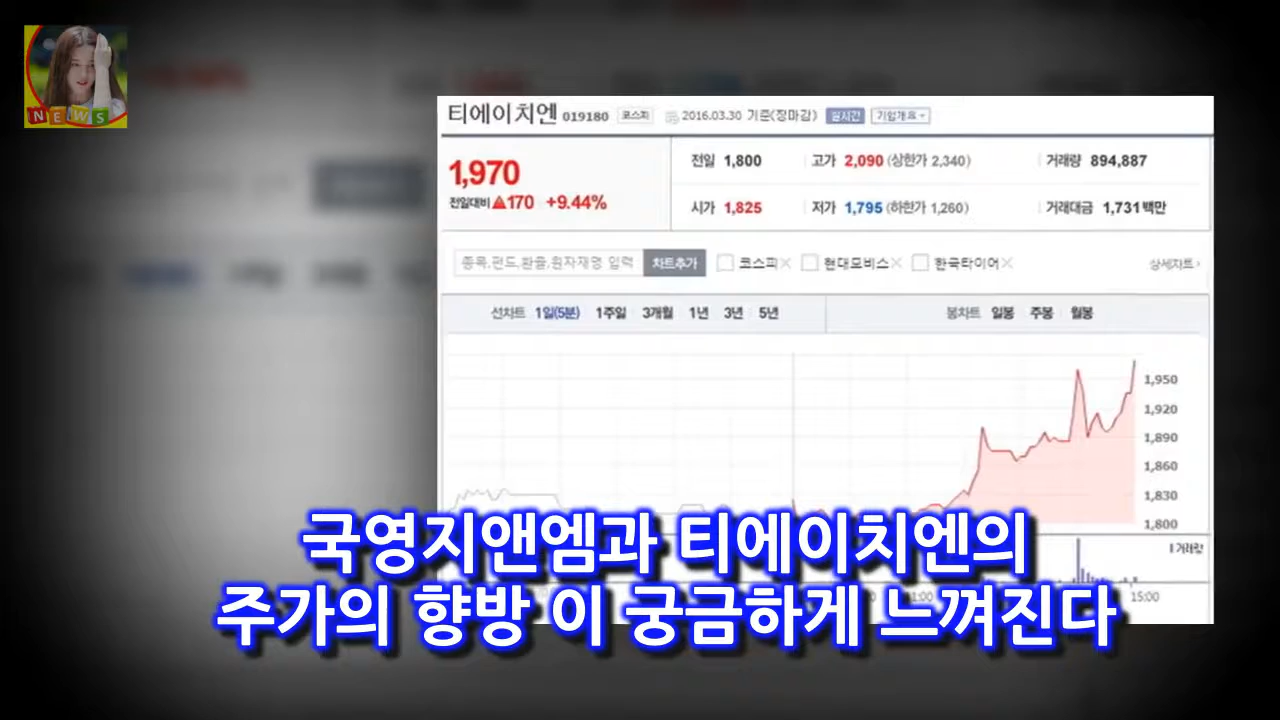 NEWS
티에이치엔 019180 코스피 2016.03.30 기준(장마감) 실시간 기업개요
1,970
전일대비 ▲170 +9.44%
전일 1,800 고가 2,090 (상한가 2,340) 거래량 894,887
시가 1,825 저가 1,795 (하한가 1,260) 거래대금 1,731 백만
종목,펀드,환율,원자재명 입력 차트추가 코스피 현대모비스 한국타이어 상세차트
선차트 1일(5분) 1주일 3개월 1년 3년 5년 봉차트 일봉 주봉 월봉
1,950
1,920
1,890
1,860
1,830
1,800
거래량
15:00
국영지앤엠과 티에이치엔의
주가의 향방 이 궁금하게 느껴진다